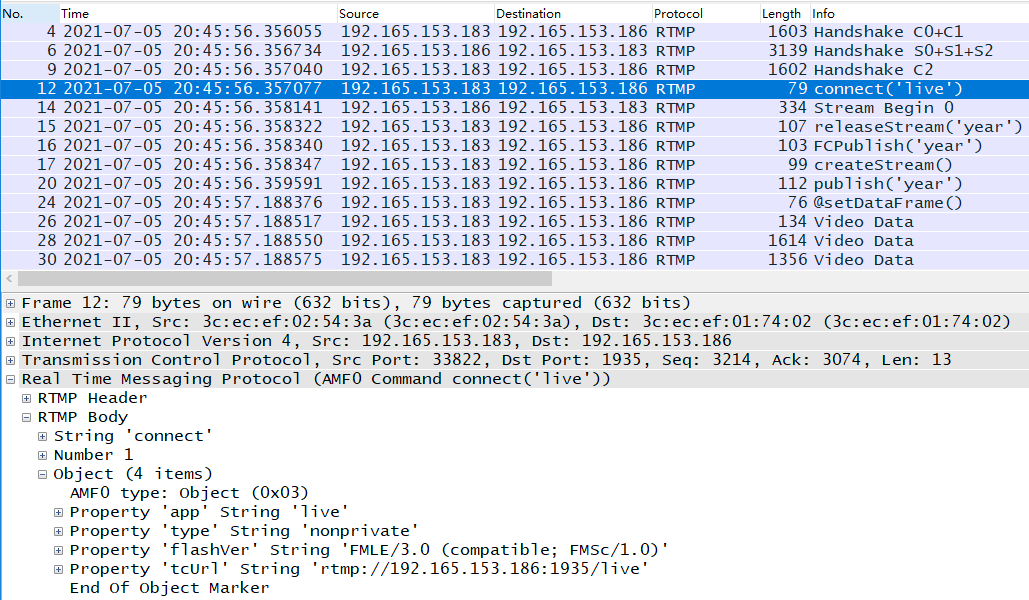 No. Time Source Destination Protocol Length Info
4 2021-07-05 20:45:56.356055 192.165.153.183 192.165.153.186 RTMP 1603 Handshake C0+C1
6 2021-07-05 20:45:56.356734 192.165.153.186 192.165.153.183 RTMP 3139 Handshake S0+S1+S2
9 2021-07-05 20:45:56.357040 192.165.153.183 192.165.153.186 RTMP 1602 Handshake C2
12 2021-07-05 20:45:56.357077 192.165.153.183 192.165.153.186 RTMP 79 connect('live')
14 2021-07-05 20:45:56.358141 192.165.153.186 192.165.153.183 RTMP 334 Stream Begin 0
15 2021-07-05 20:45:56.358322 192.165.153.183 192.165.153.186 RTMP 107 releaseStream('year')
16 2021-07-05 20:45:56.358340 192.165.153.183 192.165.153.186 RTMP 103 FCPublish('year')
17 2021-07-05 20:45:56.358347 192.165.153.183 192.165.153.186 RTMP 99 createStream()
20 2021-07-05 20:45:56.359591 192.165.153.183 192.165.153.186 RTMP 112 publish('year')
24 2021-07-05 20:45:57.188376 192.165.153.183 192.165.153.186 RTMP 76 @setDataFrame()
26 2021-07-05 20:45:57.188517 192.165.153.183 192.165.153.186 RTMP 134 Video Data
28 2021-07-05 20:45:57.188550 192.165.153.183 192.165.153.186 RTMP 1614 Video Data
30 2021-07-05 20:45:57.188575 192.165.153.183 192.165.153.186 RTMP 1356 Video Data
Frame 12: 79 bytes on wire (632 bits), 79 bytes captured (632 bits)
Ethernet II, Src: 3c:ec:ef:02:54:3a (3c:ec:ef:02:54:3a), Dst: 3c:ec:ef:01:74:02 (3c:ec:ef:01:74:02)
Internet Protocol Version 4, Src: 192.165.153.183, Dst: 192.165.153.186
Transmission Control Protocol, Src Port: 33822, Dst Port: 1935, Seq: 3214, Ack: 3074, Len: 13
Real Time Messaging Protocol (AMF0 Command connect('live'))
RTMP Header
RTMP Body
String 'connect'
Number 1
Object (4 items)
AMF0 type: Object (0x03)
Property 'app' String 'live'
Property 'type' String 'nonprivate'
Property 'flashVer' String 'FMLE/3.0 (compatible; FMSc/1.0)'
Property 'tcUrl' String 'rtmp://192.165.153.186:1935/live'
End Of Object Marker